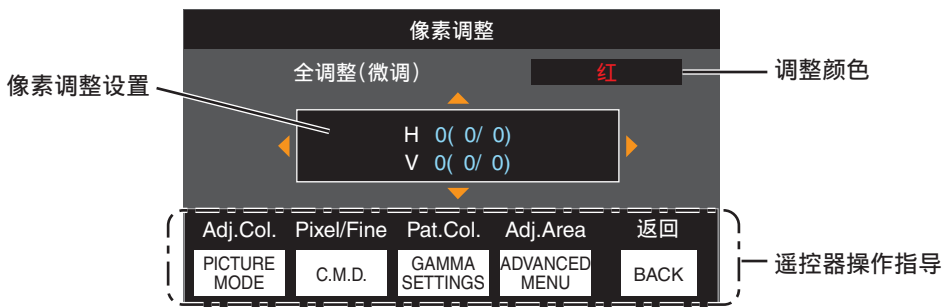 像素调整
全调整(微调)
红
调整颜色
像素调整设置
H 0( 0/ 0)
V 0( 0/ 0)
Adj.Col. Pixel/Fine Pat.Col. Adj.Area 返回
PICTURE MODE
C.M.D.
GAMMA SETTINGS
ADVANCED MENU
BACK
遥控器操作指导